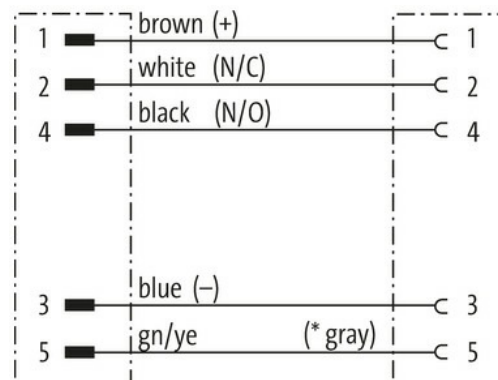 1 brown (+) 1
2 white (N/C) 2
4 black (N/O) 4
3 blue (–) 3
5 gn/ye (* gray) 5